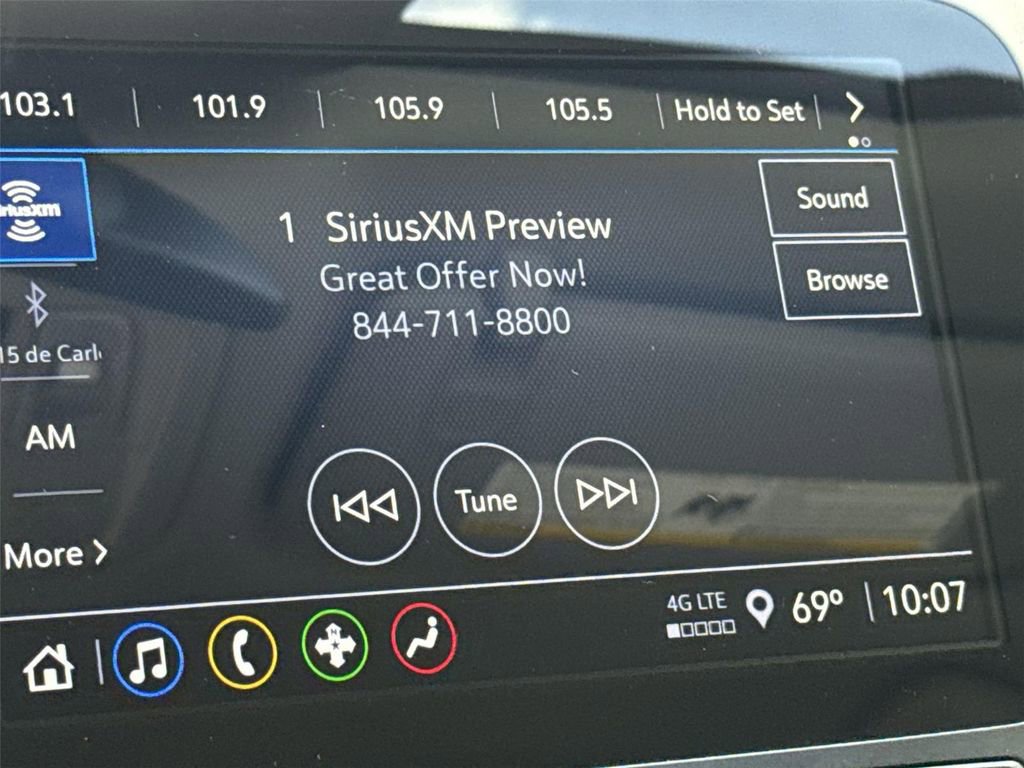 103.1
101.9
105.9
105.5
Hold to Set
1 SiriusXM Preview
Great Offer Now!
844-711-8800
Sound
Browse
15 de Carl
AM
More
Tune
N
4G LTE
69°
10:07